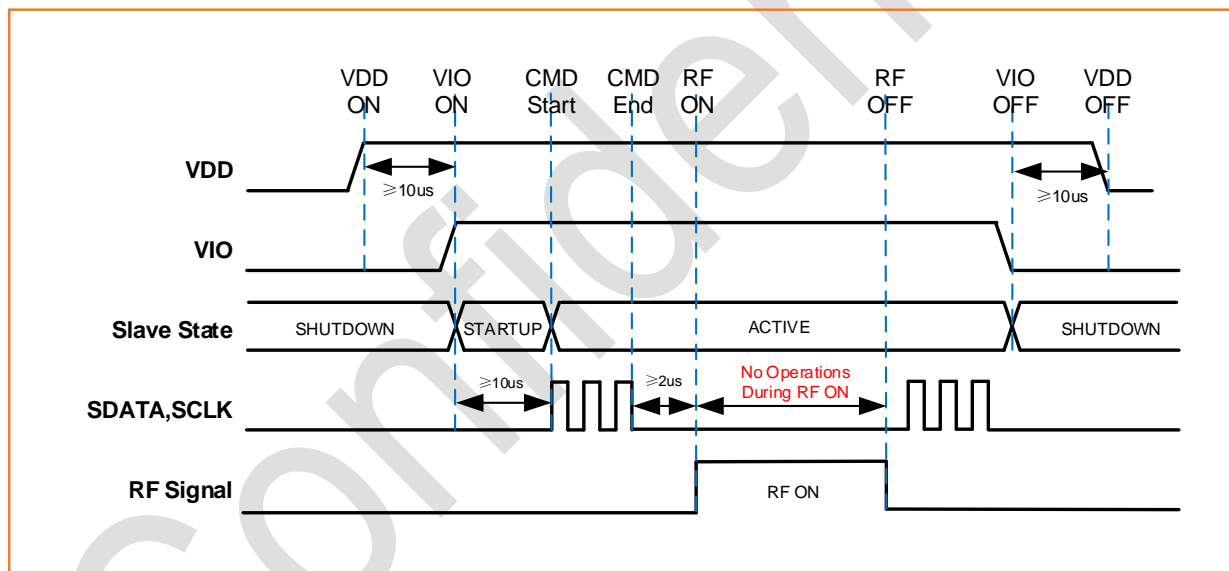 VDD ON
VIO ON
CMD Start
CMD End
RF ON
RF OFF
VIO OFF
VDD OFF
VDD
≥10us
≥10us
VIO
Slave State
SHUTDOWN
STARTUP
ACTIVE
SHUTDOWN
SDATA,SCLK
≥10us
≥2us
No Operations
During RF ON
RF Signal
RF ON
Confident